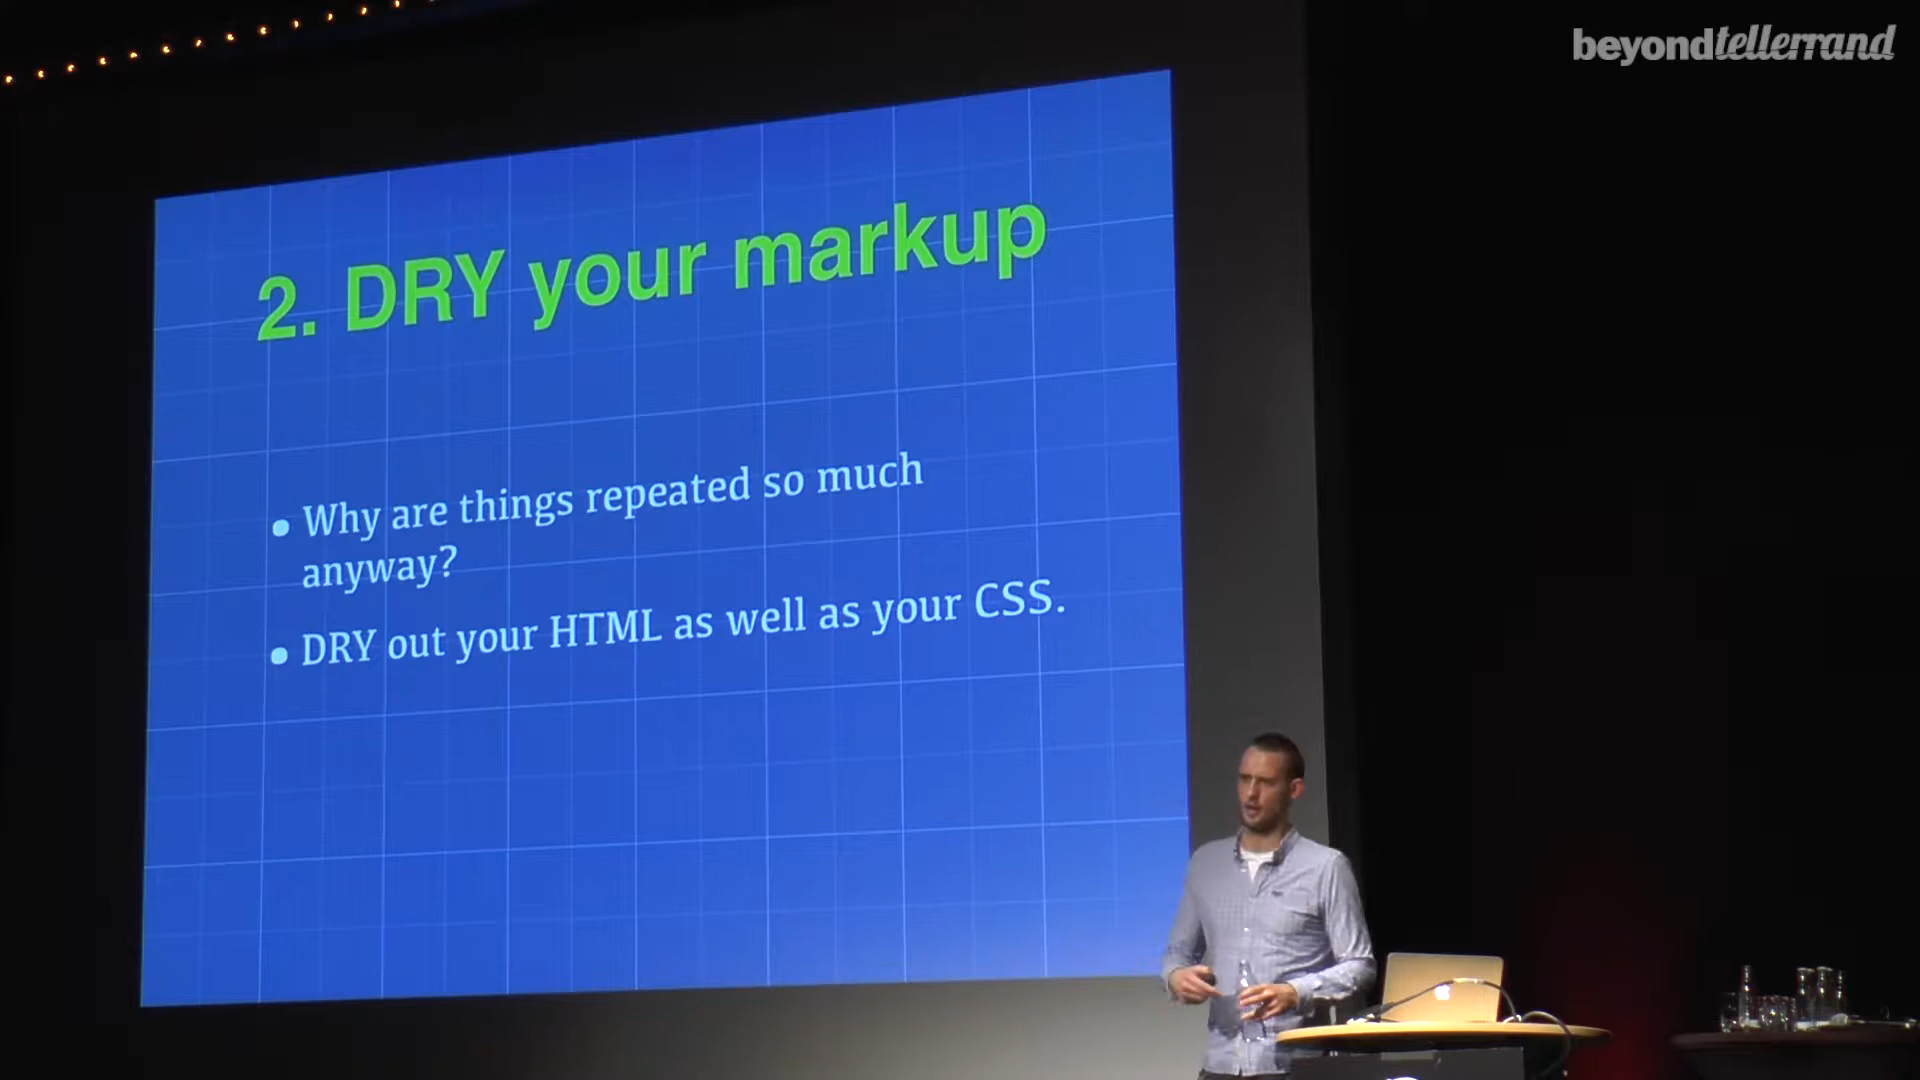 beyondtellerrand
2. DRY your markup
• Why are things repeated so much
anyway?
• DRY out your HTML as well as your CSS.